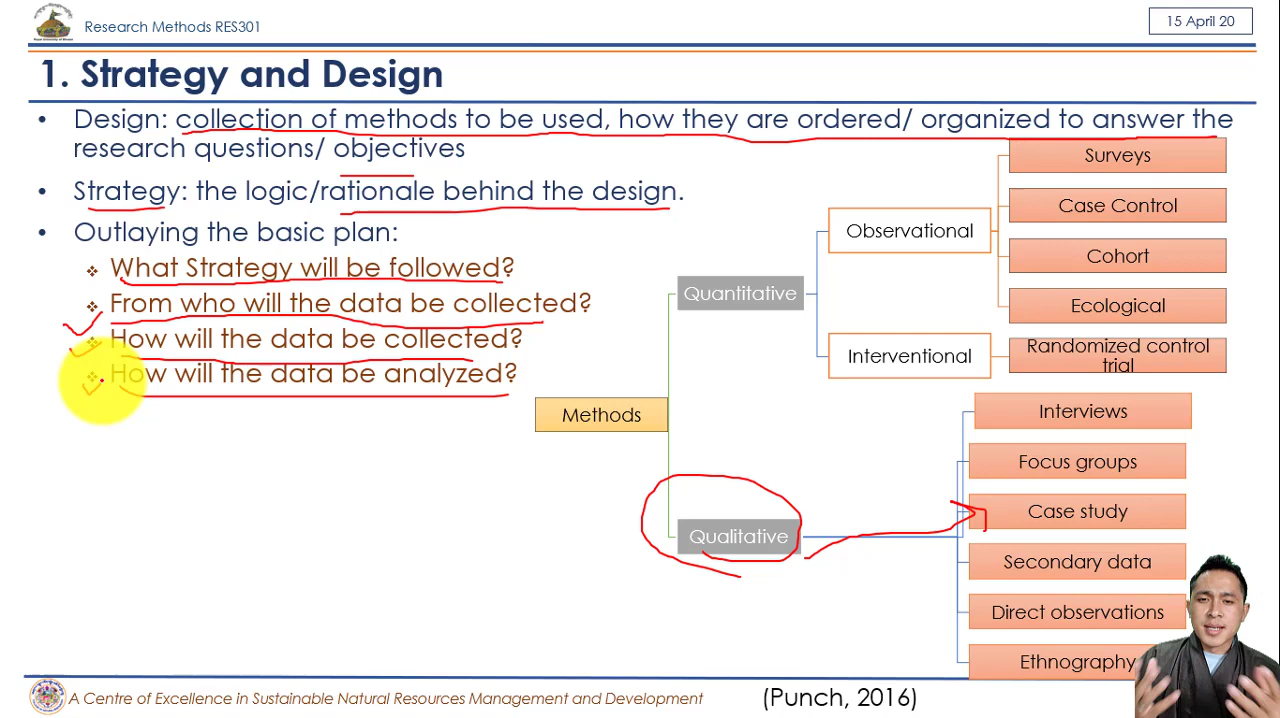 Research Methods RES301
15 April 20
1. Strategy and Design
• Design: collection of methods to be used, how they are ordered/ organized to answer the
research questions/ objectives
• Strategy: the logic/rationale behind the design.
• Outlaying the basic plan:
❖ What Strategy will be followed?
❖ From who will the data be collected?
❖ How will the data be collected?
❖ How will the data be analyzed?
Methods
Quantitative
Observational
Surveys
Case Control
Cohort
Ecological
Interventional
Randomized control
trial
Qualitative
Interviews
Focus groups
Case study
Secondary data
Direct observations
Ethnography
A Centre of Excellence in Sustainable Natural Resources Management and Development
(Punch, 2016)